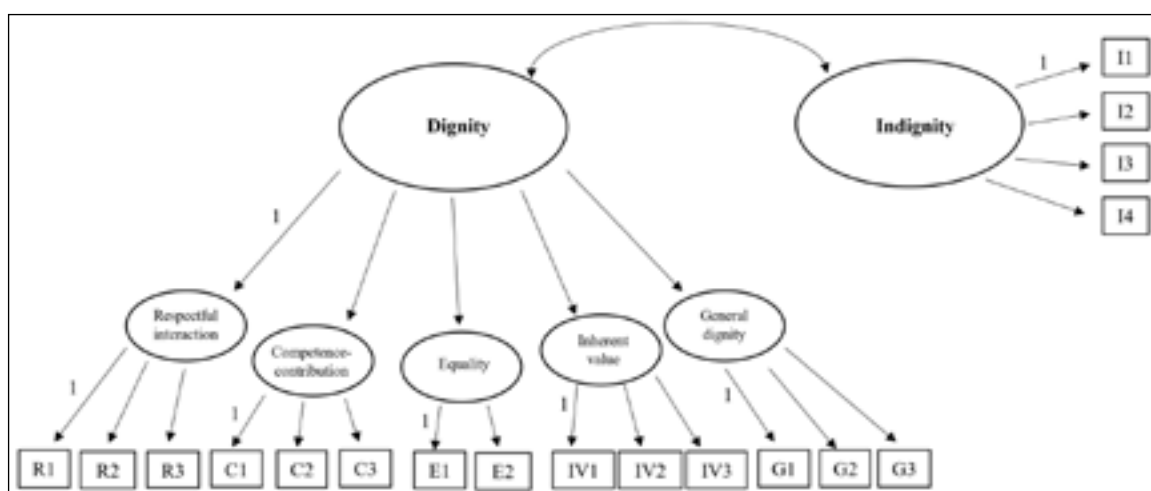 1
I1
Dignity
Indignity
I2
I3
1
I4
Respectful
interaction
General
dignity
Inherent
value
Competence-
contribution
Equality
1
1
1
1
1
R1
R2
R3
C1
C2
C3
E1
E2
IV1
IV2
IV3
G1
G2
G3